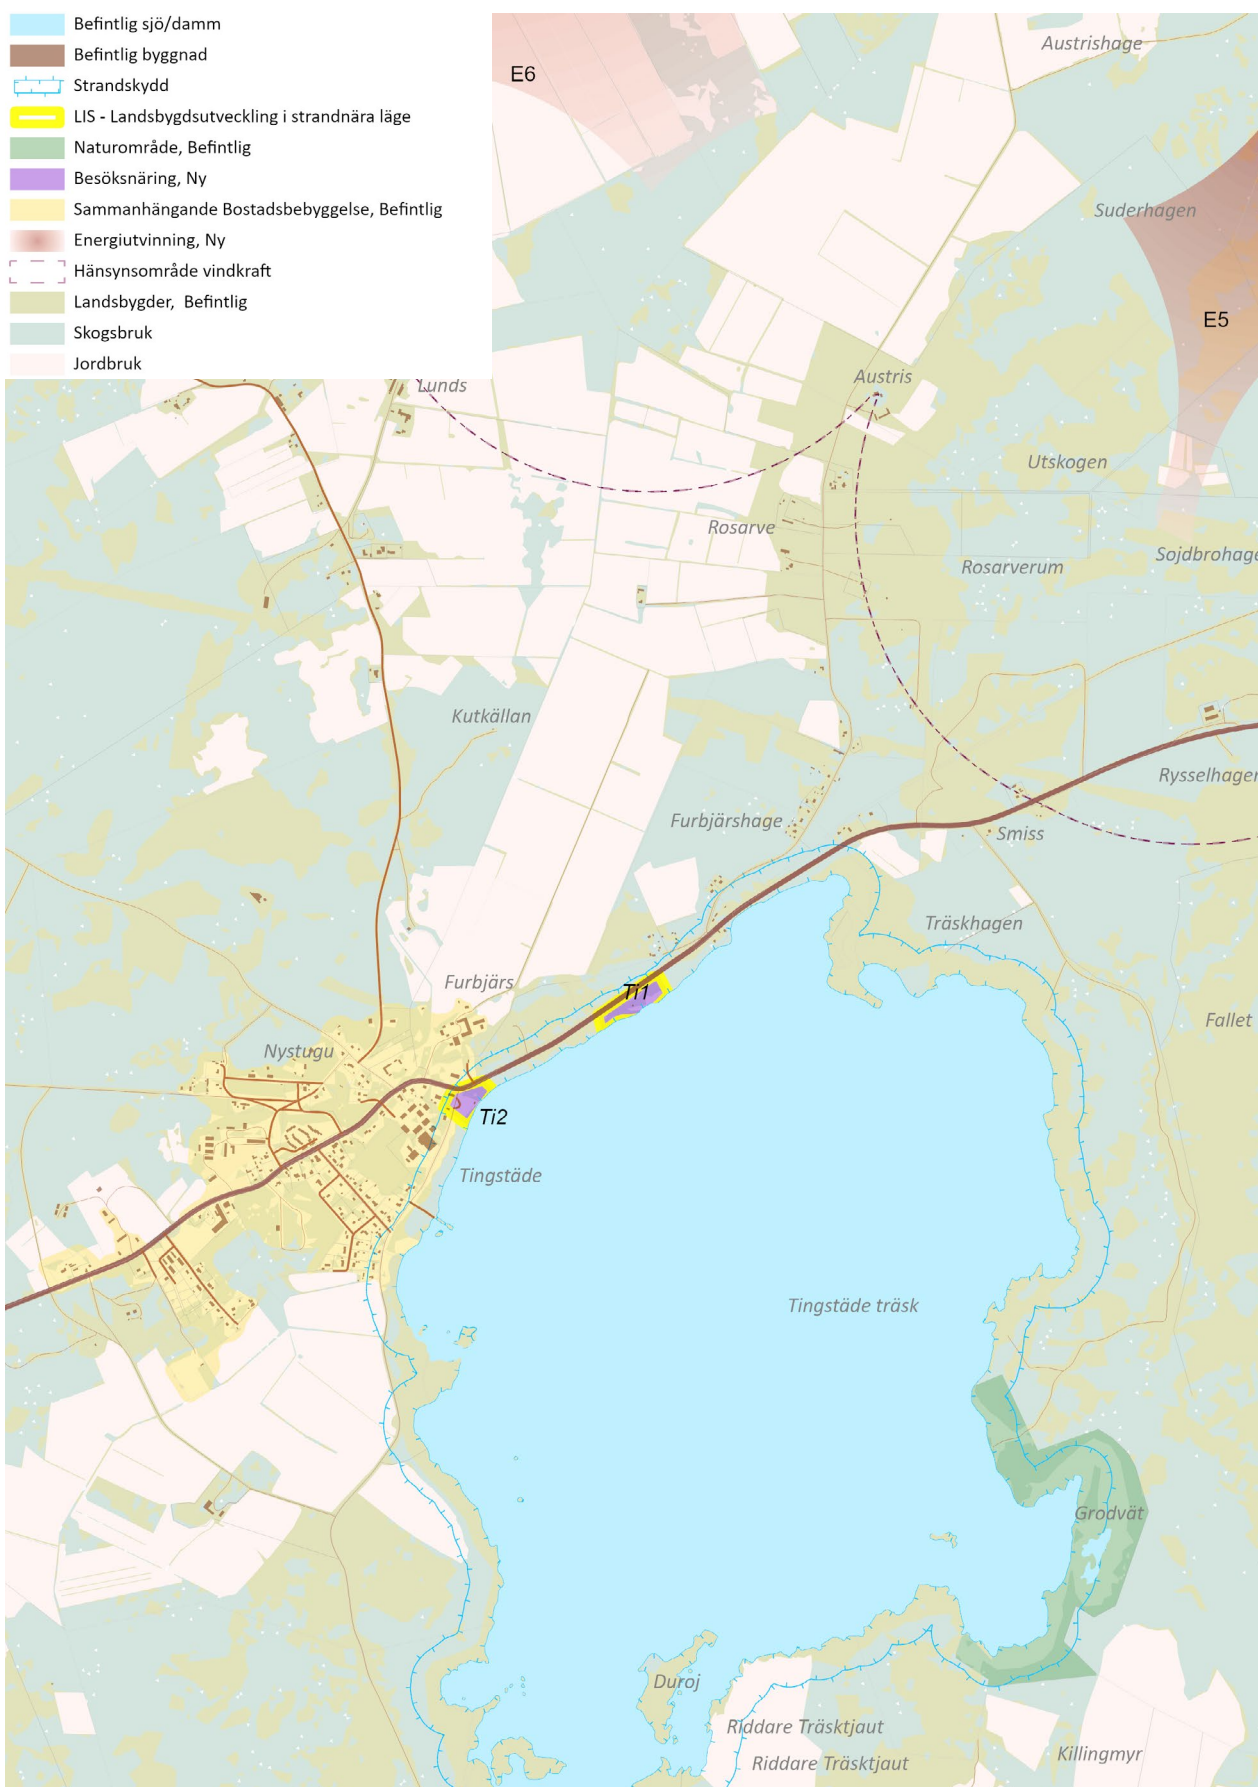 Befintlig sjö/damm
Befintlig byggnad
Strandskydd
LIS - Landsbygdsutveckling i strandnära läge
Naturområde, Befintlig
Besöksnäring, Ny
Sammanhängande Bostadsbebyggelse, Befintlig
Energiutvinning, Ny
Hänsynsområde vindkraft
Landsbygder,  Befintlig
Skogsbruk
Jordbruk
Austrishage
E6
Suderhagen
E5
Austris
Lunds
Utskogen
Rosarve
Sojdbrohage
Rosarverum
Kutkällan
Rysselhagen
Furbjärshage
Smiss
Träskhagen
Furbjärs
Ti1
Fallet
Nystugu
Ti2
Tingstäde
Tingstäde träsk
Grodvät
Duroj
Riddare Träsktjaut
Killingmyr
Riddare Träsktjaut